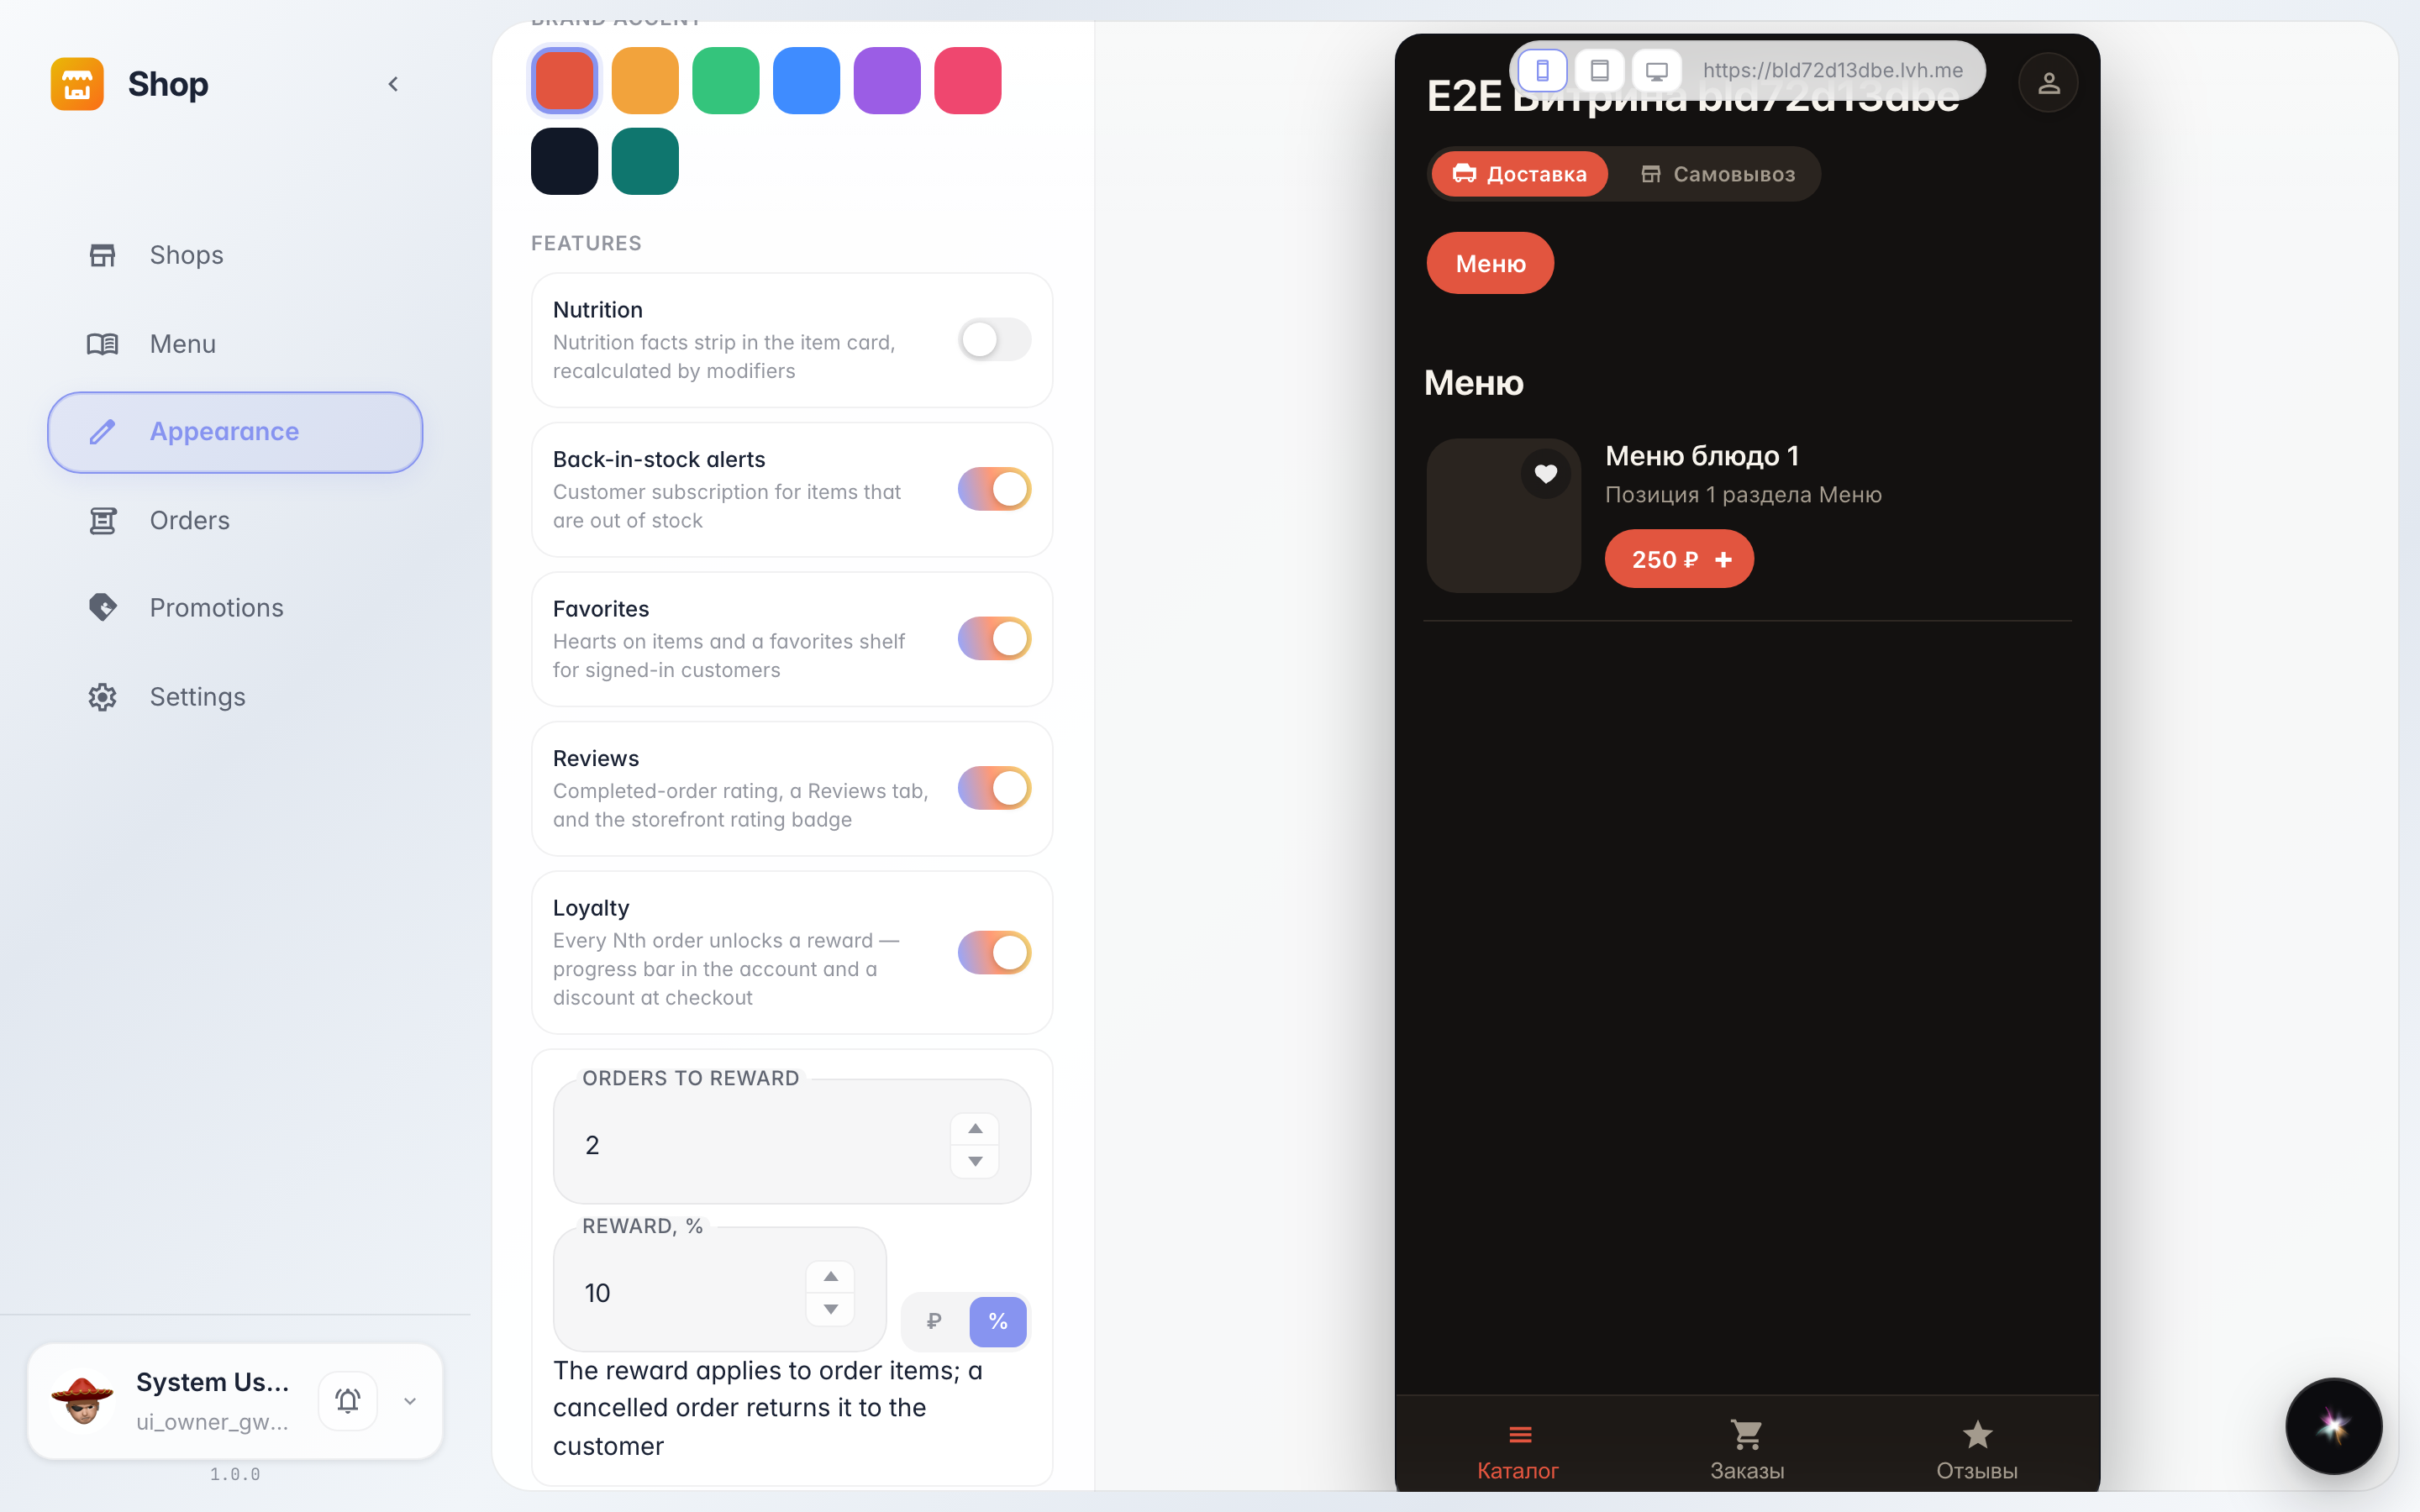 Shop
Shops
Menu
Appearance
Orders
Promotions
Settings
System Us...
ui_owner_gw...
1.0.0
BRAND ACCENT
FEATURES
Nutrition
Nutrition facts strip in the item card,
recalculated by modifiers
Back-in-stock alerts
Customer subscription for items that
are out of stock
Favorites
Hearts on items and a favorites shelf
for signed-in customers
Reviews
Completed-order rating, a Reviews tab,
and the storefront rating badge
Loyalty
Every Nth order unlocks a reward —
progress bar in the account and a
discount at checkout
ORDERS TO REWARD
2
REWARD, %
10
₽ %
The reward applies to order items; a
cancelled order returns it to the
customer
https://bld72d13dbe.lvh.me
E2E Витрина bld72d13dbe
Доставка Самовывоз
Меню
Меню
Меню блюдо 1
Позиция 1 раздела Меню
250 ₽ +
Каталог Заказы Отзывы